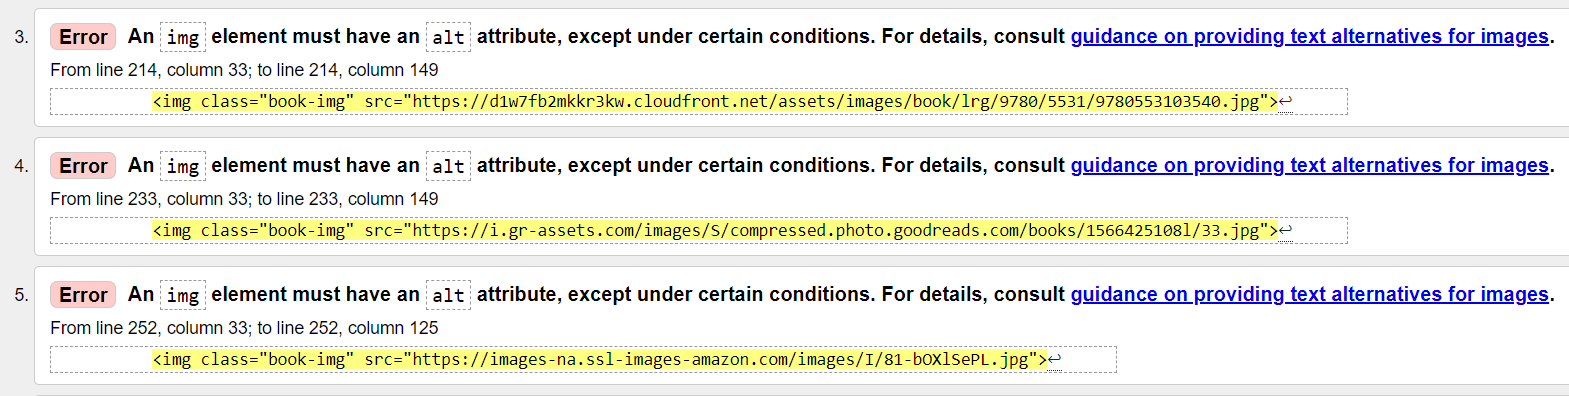 3. Error An img element must have an alt attribute, except under certain conditions. For details, consult guidance on providing text alternatives for images.
From line 214, column 33; to line 214, column 149
<img class="book-img" src="https://d1w7fb2mkkr3kw.cloudfront.net/assets/images/book/lrg/9780/5531/9780553103540.jpg">↩
4. Error An img element must have an alt attribute, except under certain conditions. For details, consult guidance on providing text alternatives for images.
From line 233, column 33; to line 233, column 149
<img class="book-img" src="https://i.gr-assets.com/images/S/compressed.photo.goodreads.com/books/1566425108l/33.jpg">↩
5. Error An img element must have an alt attribute, except under certain conditions. For details, consult guidance on providing text alternatives for images.
From line 252, column 33; to line 252, column 125
<img class="book-img" src="https://images-na.ssl-images-amazon.com/images/I/81-bOXlSePL.jpg">↩